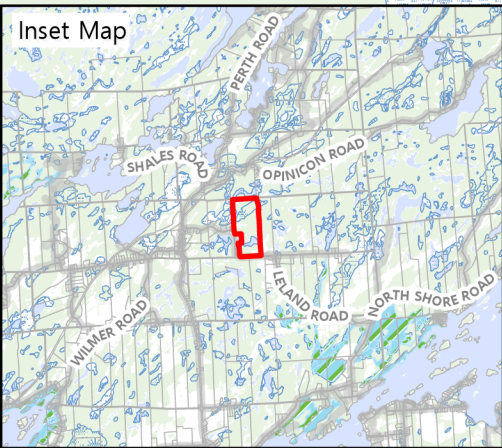 Inset Map
PERTH ROAD
SHALES ROAD
OPINICON ROAD
LELAND ROAD
NORTH SHORE ROAD
WILMER ROAD